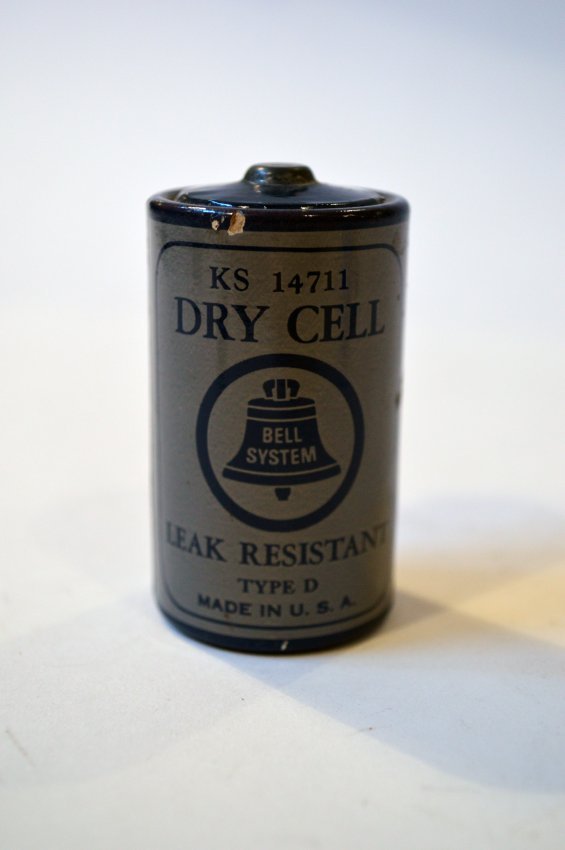 KS 14711
DRY CELL
BELL
SYSTEM
LEAK RESISTANT
TYPE D
MADE IN U. S. A.